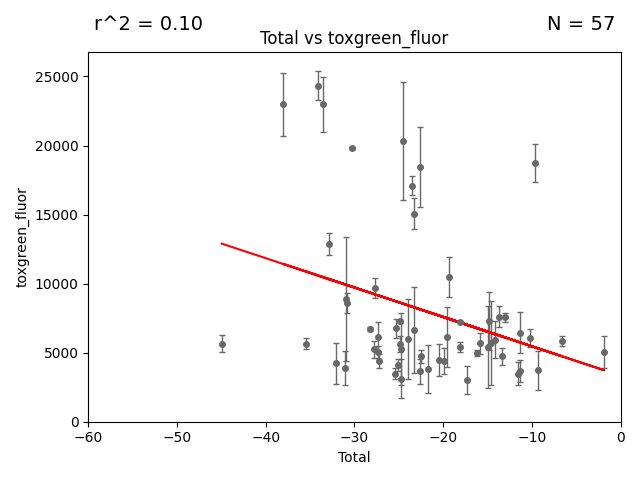 r^2 = 0.10
N = 57
Total vs toxgreen_fluor
25000
20000
15000
10000
5000
0
toxgreen_fluor
−60
−50
−40
−30
−20
−10
0
Total